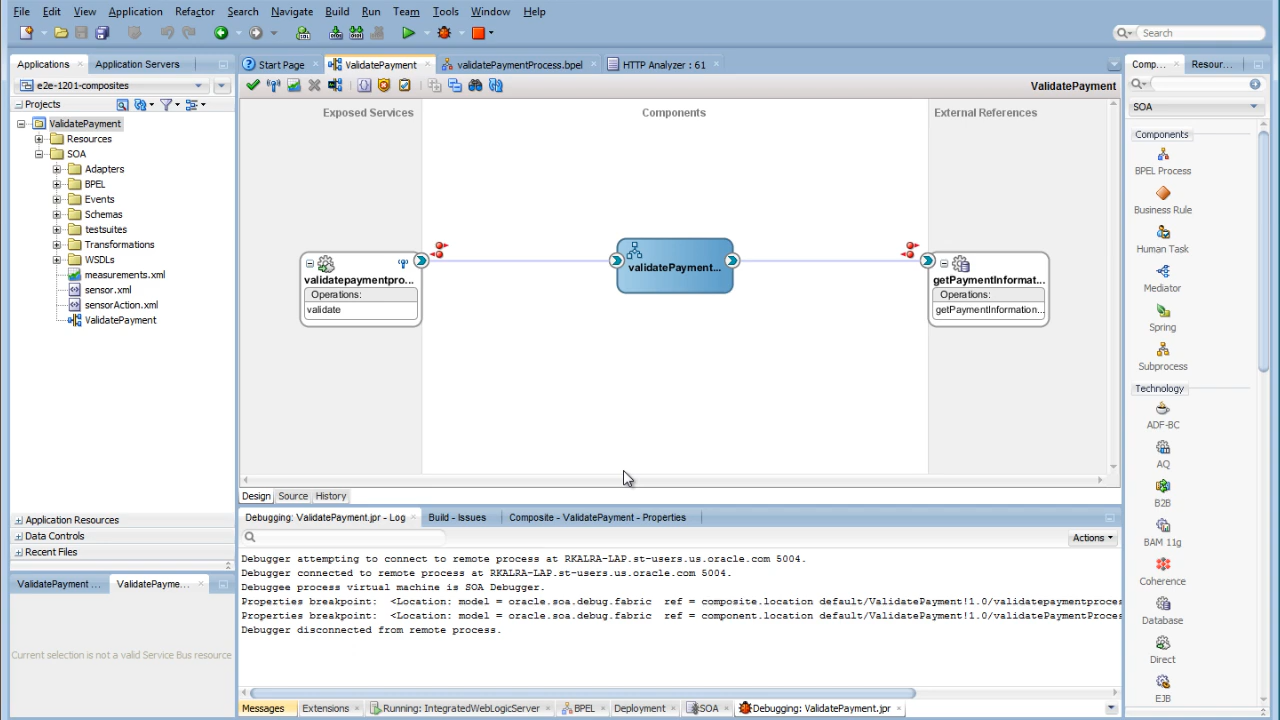 File Edit View Application Refactor Search Navigate Build Run Team Tools Window Help
Search
Applications Application Servers
Start Page ValidatePayment validatePaymentProcess.bpel HTTP Analyzer : 61
Comp... Resour...
e2e-1201-composites
Projects
ValidatePayment
Resources
SOA
Adapters
BPEL
Events
Schemas
testsuites
Transformations
WSDLs
measurements.xml
sensor.xml
sensorAction.xml
ValidatePayment
Application Resources
Data Controls
Recent Files
ValidatePayment ... ValidatePayme...
Current selection is not a valid Service Bus resource
ValidatePayment
Exposed Services Components External References
validatepaymentpro...
Operations:
validate
validatePayment...
getPaymentInformat...
Operations:
getPaymentInformation...
Design Source History
Debugging: ValidatePayment.jpr - Log Build - Issues Composite - ValidatePayment - Properties
Actions
Debugger attempting to connect to remote process at RKALRA-LAP.st-users.us.oracle.com 5004.
Debugger connected to remote process at RKALRA-LAP.st-users.us.oracle.com 5004.
Debuggee process virtual machine is SOA Debugger.
Properties breakpoint: <Location: model = oracle.soa.debug.fabric ref = composite.location default/ValidatePayment!1.0/validatepaymentprocess
Properties breakpoint: <Location: model = oracle.soa.debug.fabric ref = component.location default/ValidatePayment!1.0/validatePaymentProces
Debugger disconnected from remote process.
Messages Extensions Running: IntegratedWebLogicServer BPEL Deployment SOA Debugging: ValidatePayment.jpr
SOA
Components
BPEL Process
Business Rule
Human Task
Mediator
Spring
Subprocess
Technology
ADF-BC
AQ
B2B
BAM 11g
Coherence
Database
Direct
EJB